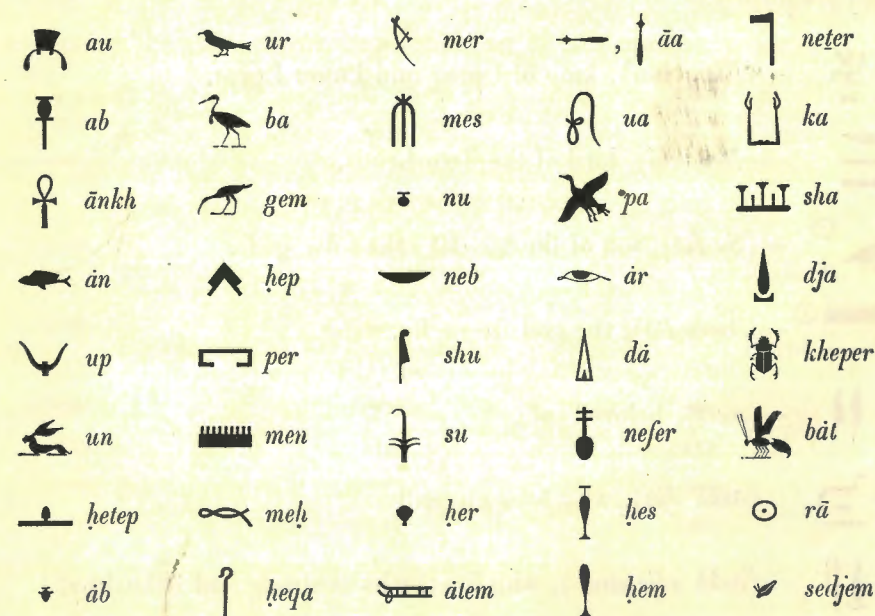 au ur mer , āa neṯer
ab ba mes ua ka
ānkh gem nu pa sha
ȧn ḥep neb ȧr dja
up per shu dȧ kheper
un men su nefer bȧt
ḥetep meḥ ḥer ḥes rā
ȧb ḥeqa ȧtem ḥem sedjem